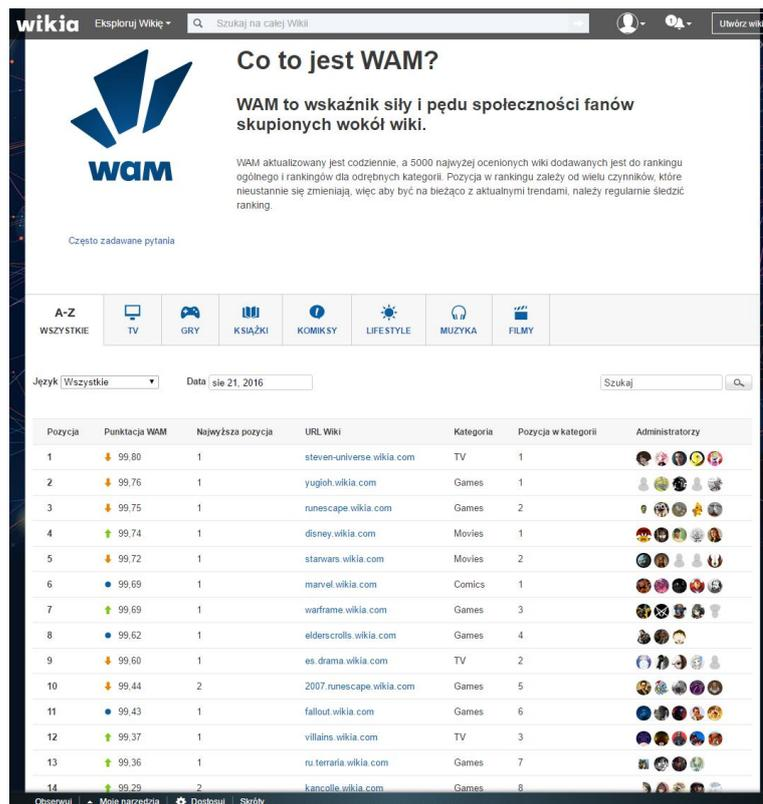 wikia Eksploruj Wikię Szukaj na całej Wikii 1 Utwórz wiki
Co to jest WAM?
WAM to wskaźnik siły i pędu społeczności fanów
skupionych wokół wiki.
wam
WAM aktualizowany jest codziennie, a 5000 najwyżej ocenionych wiki dodawanych jest do rankingu
ogólnego i rankingów dla odrębnych kategorii. Pozycja w rankingu zależy od wielu czynników, które
nieustannie się zmieniają, więc aby być na bieżąco z aktualnymi trendami, należy regularnie śledzić
ranking.
Często zadawane pytania
A-Z
WSZYSTKIE TV GRY KSIĄŻKI KOMIKSY LIFESTYLE MUZYKA FILMY
Język Wszystkie Data sie 21, 2016 Szukaj
Pozycja Punktacja WAM Najwyższa pozycja URL Wiki Kategoria Pozycja w kategorii Administratorzy
1 99,80 1 steven-universe.wikia.com TV 1
2 99,76 1 yugioh.wikia.com Games 1
3 99,75 1 runescape.wikia.com Games 2
4 99,74 1 disney.wikia.com Movies 1
5 99,72 1 starwars.wikia.com Movies 2
6 99,69 1 marvel.wikia.com Comics 1
7 99,69 1 warframe.wikia.com Games 3
8 99,62 1 elderscrolls.wikia.com Games 4
9 99,60 1 es.drama.wikia.com TV 2
10 99,44 2 2007.runescape.wikia.com Games 5
11 99,43 1 fallout.wikia.com Games 6
12 99,37 1 villains.wikia.com TV 3
13 99,36 1 ru.terraria.wikia.com Games 7
14 99,29 2 kancolle.wikia.com Games 8
Obserwuj Moje narzędzia Dostosuj Skróty